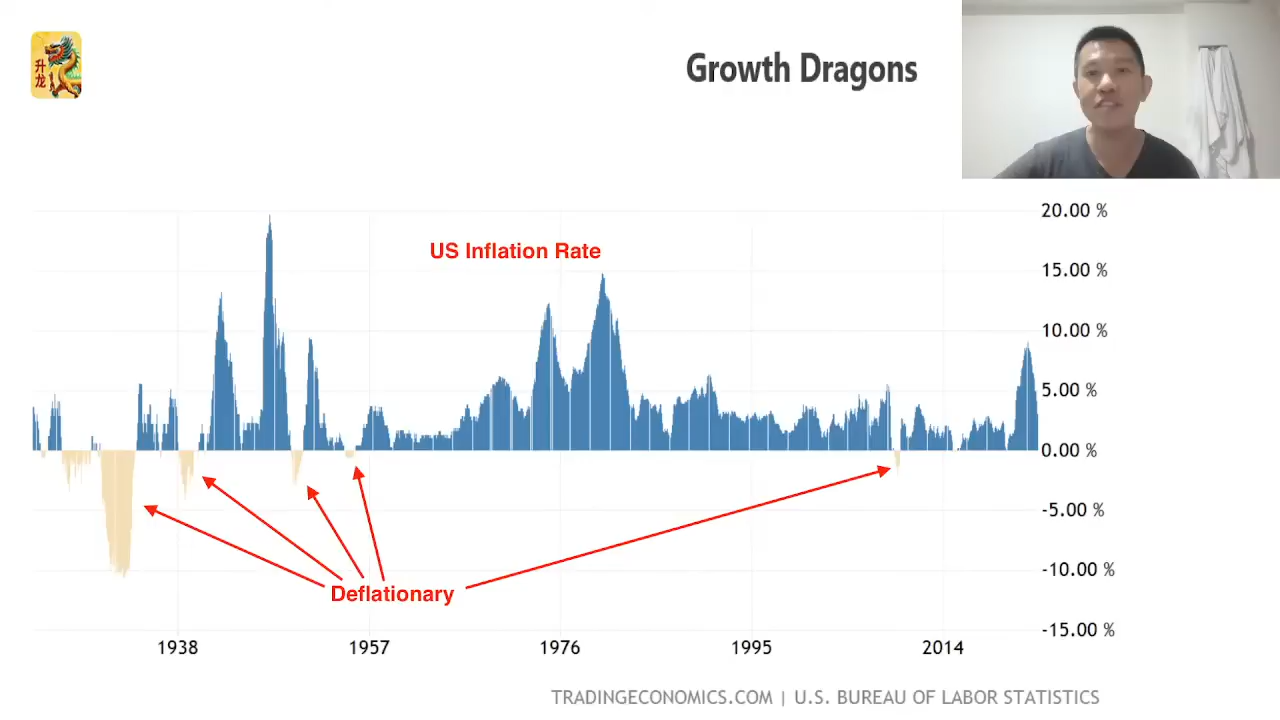 升
龙
Growth Dragons
20.00 %
US Inflation Rate
15.00 %
10.00 %
5.00 %
0.00 %
-5.00 %
-10.00 %
Deflationary
-15.00 %
1938 1957 1976 1995 2014
TRADINGECONOMICS.COM | U.S. BUREAU OF LABOR STATISTICS